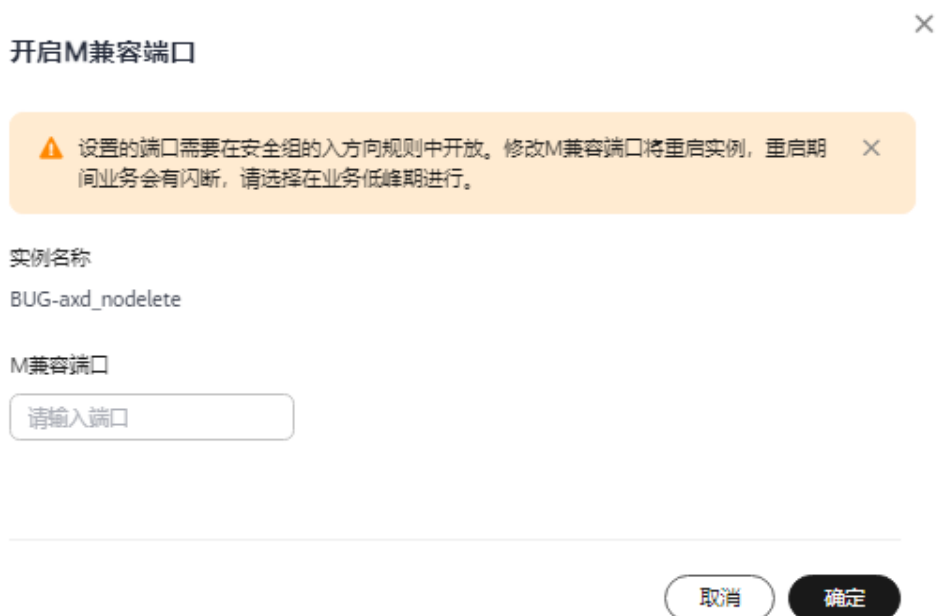 开启M兼容端口
设置的端口需要在安全组的入方向规则中开放。修改M兼容端口将重启实例，重启期
间业务会有闪断，请选择在业务低峰期进行。
实例名称
BUG-axd_nodelete
M兼容端口
请输入端口
取消
确定